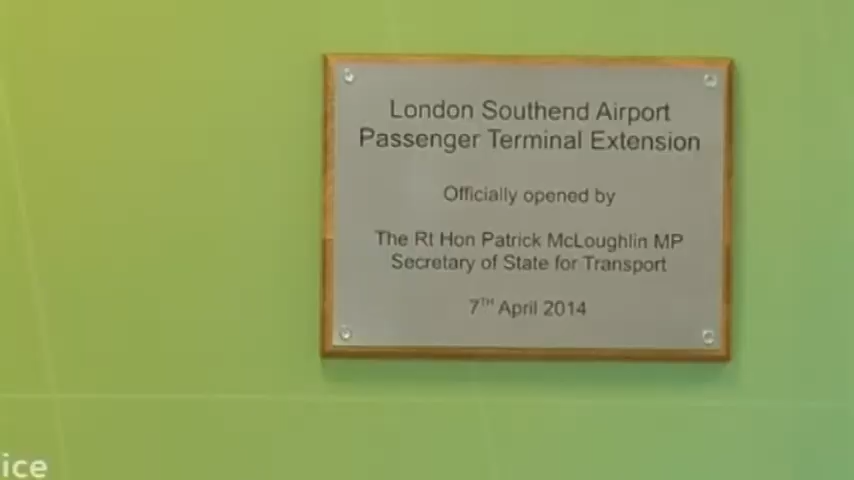 London Southend Airport
Passenger Terminal Extension
Officially opened by
The Rt Hon Patrick McLoughlin MP
Secretary of State for Transport
7TH April 2014
ice